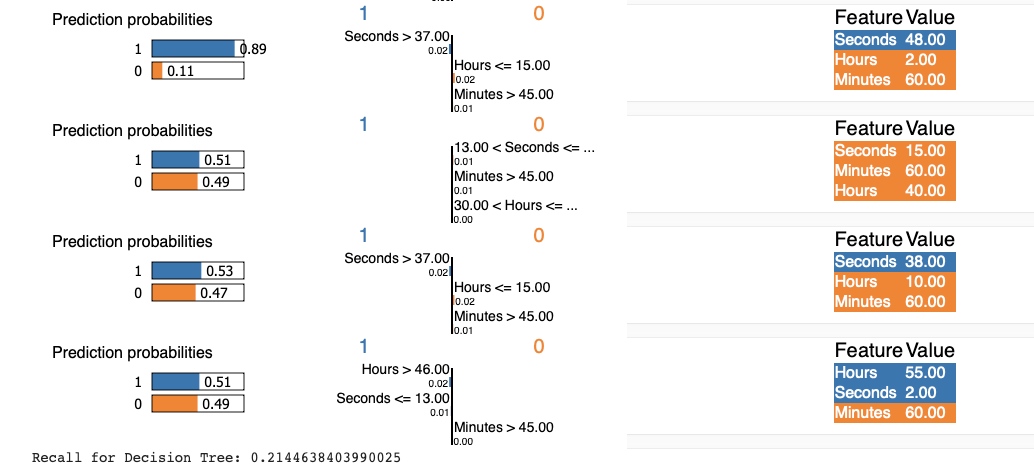 Prediction probabilities
1 0.89
0 0.11
1 0
Seconds > 37.00
0.02
Hours <= 15.00
0.02
Minutes > 45.00
0.01
Feature Value
Seconds 48.00
Hours 2.00
Minutes 60.00
Prediction probabilities
1 0.51
0 0.49
1 0
13.00 < Seconds <= ...
0.01
Minutes > 45.00
0.01
30.00 < Hours <= ...
0.00
Feature Value
Seconds 15.00
Minutes 60.00
Hours 40.00
Prediction probabilities
1 0.53
0 0.47
1 0
Seconds > 37.00
0.02
Hours <= 15.00
0.02
Minutes > 45.00
0.01
Feature Value
Seconds 38.00
Hours 10.00
Minutes 60.00
Prediction probabilities
1 0.51
0 0.49
1 0
Hours > 46.00
0.02
Seconds <= 13.00
0.01
Minutes > 45.00
0.00
Feature Value
Hours 55.00
Seconds 2.00
Minutes 60.00
Recall for Decision Tree: 0.2144638403990025